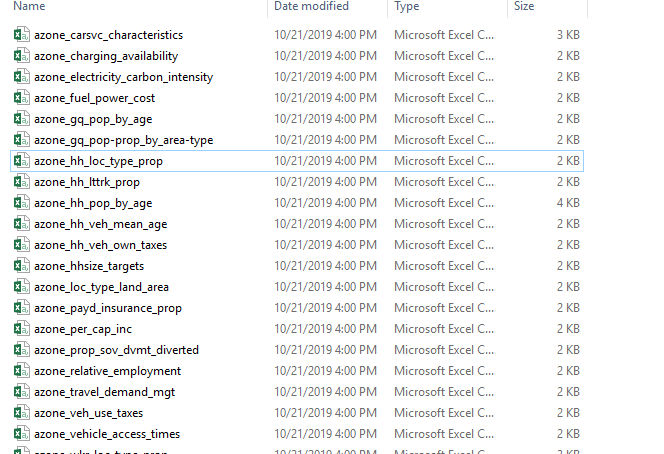 Name Date modified Type Size
azone_carsvc_characteristics 10/21/2019 4:00 PM Microsoft Excel C... 3 KB
azone_charging_availability 10/21/2019 4:00 PM Microsoft Excel C... 2 KB
azone_electricity_carbon_intensity 10/21/2019 4:00 PM Microsoft Excel C... 2 KB
azone_fuel_power_cost 10/21/2019 4:00 PM Microsoft Excel C... 2 KB
azone_gq_pop_by_age 10/21/2019 4:00 PM Microsoft Excel C... 2 KB
azone_gq_pop-prop_by_area-type 10/21/2019 4:00 PM Microsoft Excel C... 2 KB
azone_hh_loc_type_prop 10/21/2019 4:00 PM Microsoft Excel C... 2 KB
azone_hh_lttrk_prop 10/21/2019 4:00 PM Microsoft Excel C... 2 KB
azone_hh_pop_by_age 10/21/2019 4:00 PM Microsoft Excel C... 4 KB
azone_hh_veh_mean_age 10/21/2019 4:00 PM Microsoft Excel C... 2 KB
azone_hh_veh_own_taxes 10/21/2019 4:00 PM Microsoft Excel C... 2 KB
azone_hhsize_targets 10/21/2019 4:00 PM Microsoft Excel C... 2 KB
azone_loc_type_land_area 10/21/2019 4:00 PM Microsoft Excel C... 2 KB
azone_payd_insurance_prop 10/21/2019 4:00 PM Microsoft Excel C... 2 KB
azone_per_cap_inc 10/21/2019 4:00 PM Microsoft Excel C... 2 KB
azone_prop_sov_dvmt_diverted 10/21/2019 4:00 PM Microsoft Excel C... 2 KB
azone_relative_employment 10/21/2019 4:00 PM Microsoft Excel C... 2 KB
azone_travel_demand_mgt 10/21/2019 4:00 PM Microsoft Excel C... 2 KB
azone_veh_use_taxes 10/21/2019 4:00 PM Microsoft Excel C... 2 KB
azone_vehicle_access_times 10/21/2019 4:00 PM Microsoft Excel C... 2 KB